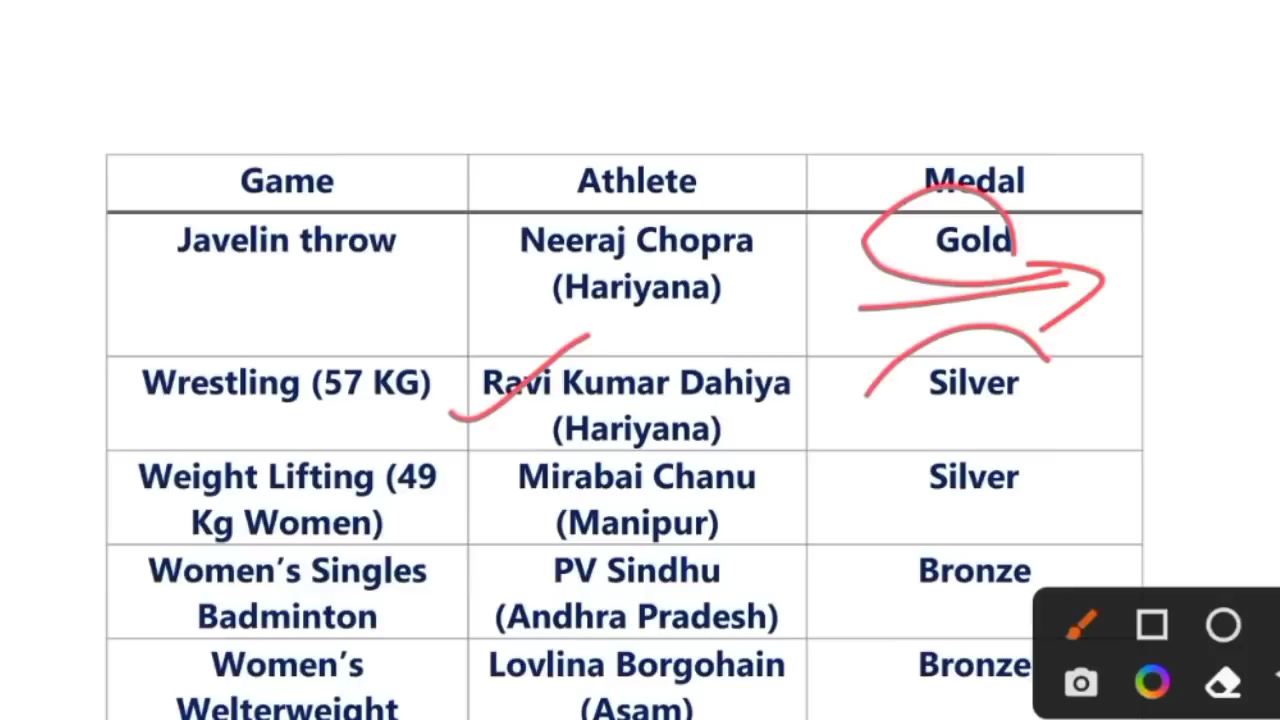 Game Athlete Medal
Javelin throw Neeraj Chopra Gold
(Hariyana)
Wrestling (57 KG) Ravi Kumar Dahiya Silver
(Hariyana)
Weight Lifting (49 Mirabai Chanu Silver
Kg Women) (Manipur)
Women’s Singles PV Sindhu Bronze
Badminton (Andhra Pradesh)
Women’s Lovlina Borgohain Bronze
Welterweight (Asam)